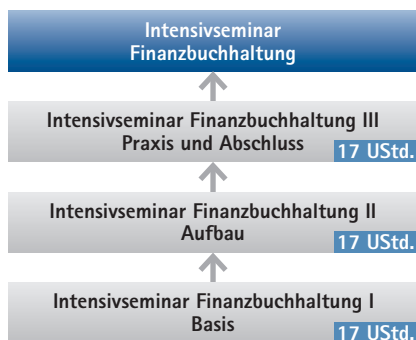 Intensivseminar
Finanzbuchhaltung
Intensivseminar Finanzbuchhaltung III
Praxis und Abschluss
17 UStd.
Intensivseminar Finanzbuchhaltung II
Aufbau
17 UStd.
Intensivseminar Finanzbuchhaltung I
Basis
17 UStd.